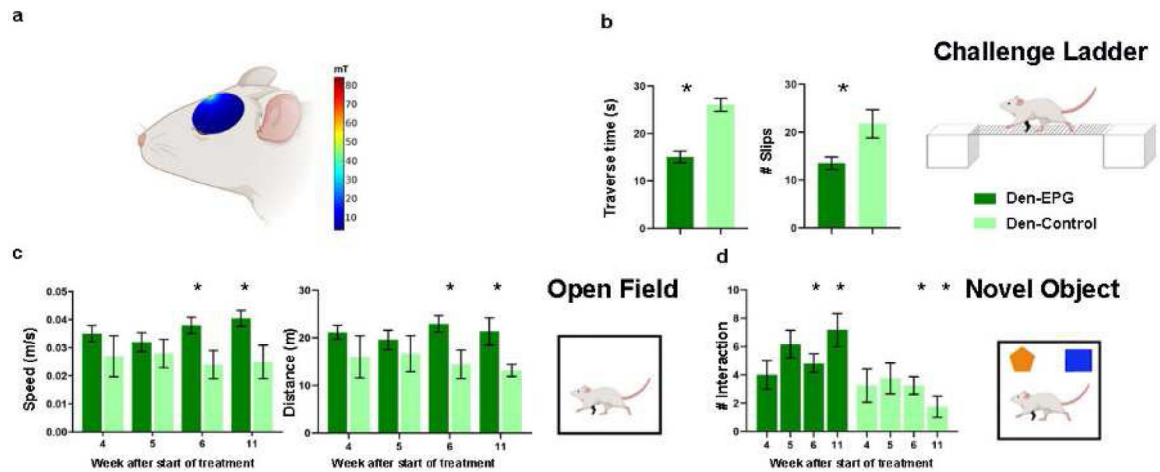 a
mT
80
70
60
50
40
30
20
10
b
Challenge Ladder
*
*
30
20
10
0
Traverse time (s)
30
20
10
0
# Slips
Den-EPG
Den-Control
c
Open Field
* *
* *
0.05
0.04
0.03
0.02
0.01
0.00
Speed (m/s)
4 5 6 11
Week after start of treatment
30
20
10
0
Distance (m)
4 5 6 11
Week after start of treatment
d
Novel Object
* * * *
10
8
6
4
2
0
# Interaction
4 5 6 11 4 5 6 11
Week after start of treatment